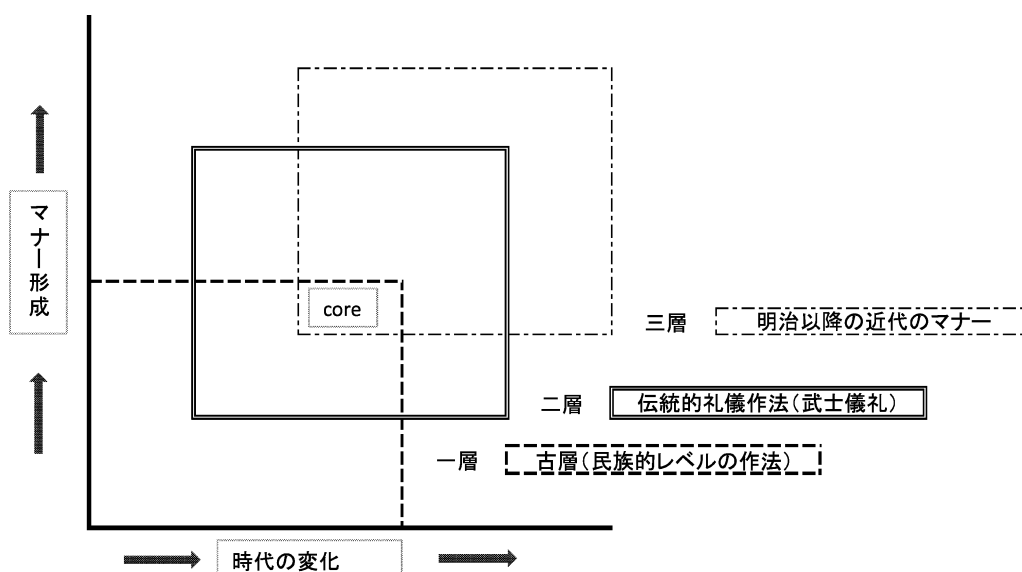 マナー形成
core
三層
明治以降の近代のマナー
二層
伝統的礼儀作法(武士儀礼)
一層
古層(民族的レベルの作法)
時代の変化